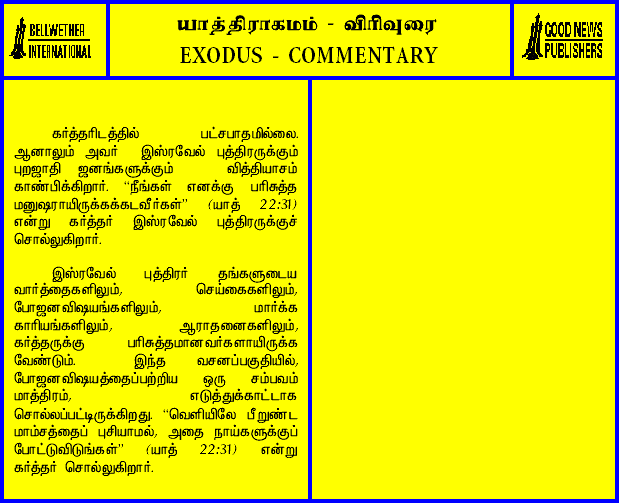 BELLWETHER
INTERNATIONAL
யாத்திராகமம் - விரிவுரை
EXODUS - COMMENTARY
GOOD NEWS
PUBLISHERS
கர்த்தரிடத்தில் பட்சபாதமில்லை.
ஆனாலும் அவர் இஸ்ரவேல் புத்திரருக்கும்
புறஜாதி ஜனங்களுக்கும் வித்தியாசம்
காண்பிக்கிறார். “நீங்கள் எனக்கு பரிசுத்த
மனுஷராயிருக்கக்கடவீர்கள்” (யாத் 22:31)
என்று கர்த்தர் இஸ்ரவேல் புத்திரருக்குச்
சொல்லுகிறார்.
இஸ்ரவேல் புத்திரர் தங்களுடைய
வார்த்தைகளிலும், செய்கைகளிலும்,
போஜனவிஷயங்களிலும், மார்க்க
காரியங்களிலும், ஆராதனைகளிலும்,
கர்த்தருக்கு பரிசுத்தமானவர்களாயிருக்க
வேண்டும். இந்த வசனப்பகுதியில்,
போஜனவிஷயத்தைப்பற்றிய ஒரு சம்பவம்
மாத்திரம், எடுத்துக்காட்டாக
சொல்லப்பட்டிருக்கிறது. “வெளியிலே பீறுண்ட
மாம்சத்தைப் புசியாமல், அதை நாய்களுக்குப்
போட்டுவிடுங்கள்” (யாத் 22:31) என்று
கர்த்தர் சொல்லுகிறார்.